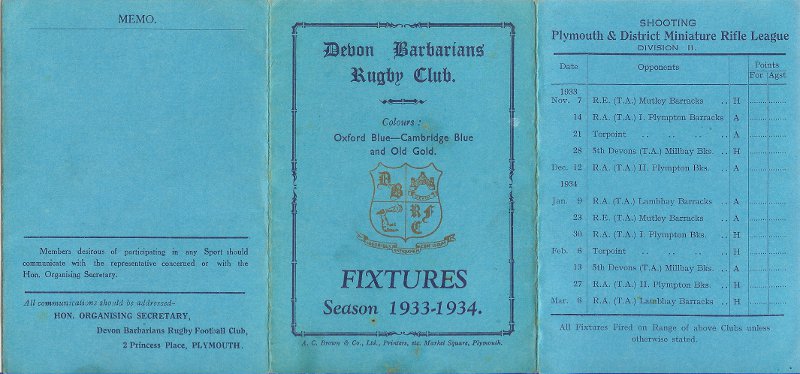 MEMO.
Members desirous of participating in any Sport should
communicate with the representative concerned or with the
Hon. Organising Secretary.
All communications should be addressed-
HON. ORGANISING SECRETARY,
Devon Barbarians Rugby Football Club,
2 Princess Place, PLYMOUTH.
Devon Barbarians
Rugby Club.
Colours :
Oxford Blue—Cambridge Blue
and Old Gold.
D B
R F
C
FIXTURES
Season 1933-1934.
A. C. Brown & Co., Ltd., Printers, etc. Market Square, Plymouth.
SHOOTING
Plymouth & District Miniature Rifle League
DIVISION II.
Date Opponents Points
For Agst
1933
Nov. 7 R.E. (T.A.) Mutley Barracks .. H
14 R.A. (T.A.) I. Plympton Barracks A
21 Torpoint .. .. .. .. A
28 5th Devons (T.A.) Millbay Bks. .. H
Dec. 12 R.A. (T.A.) II. Plympton Bks. .. A
1934
Jan. 9 R.A. (T.A.) Lambhay Barracks .. A
23 R.E. (T.A.) Mutley Barracks .. A
30 R.A. (T.A.) I. Plympton Bks. .. H
Feb. 6 Torpoint .. .. .. .. H
13 5th Devons (T.A.) Millbay Bks. .. A
27 R.A. (T.A.) II. Plympton Bks. .. H
Mar. 6 R.A. (T.A.) Lambhay Barracks .. H
All Fixtures Fired on Range of above Clubs unless
otherwise stated.